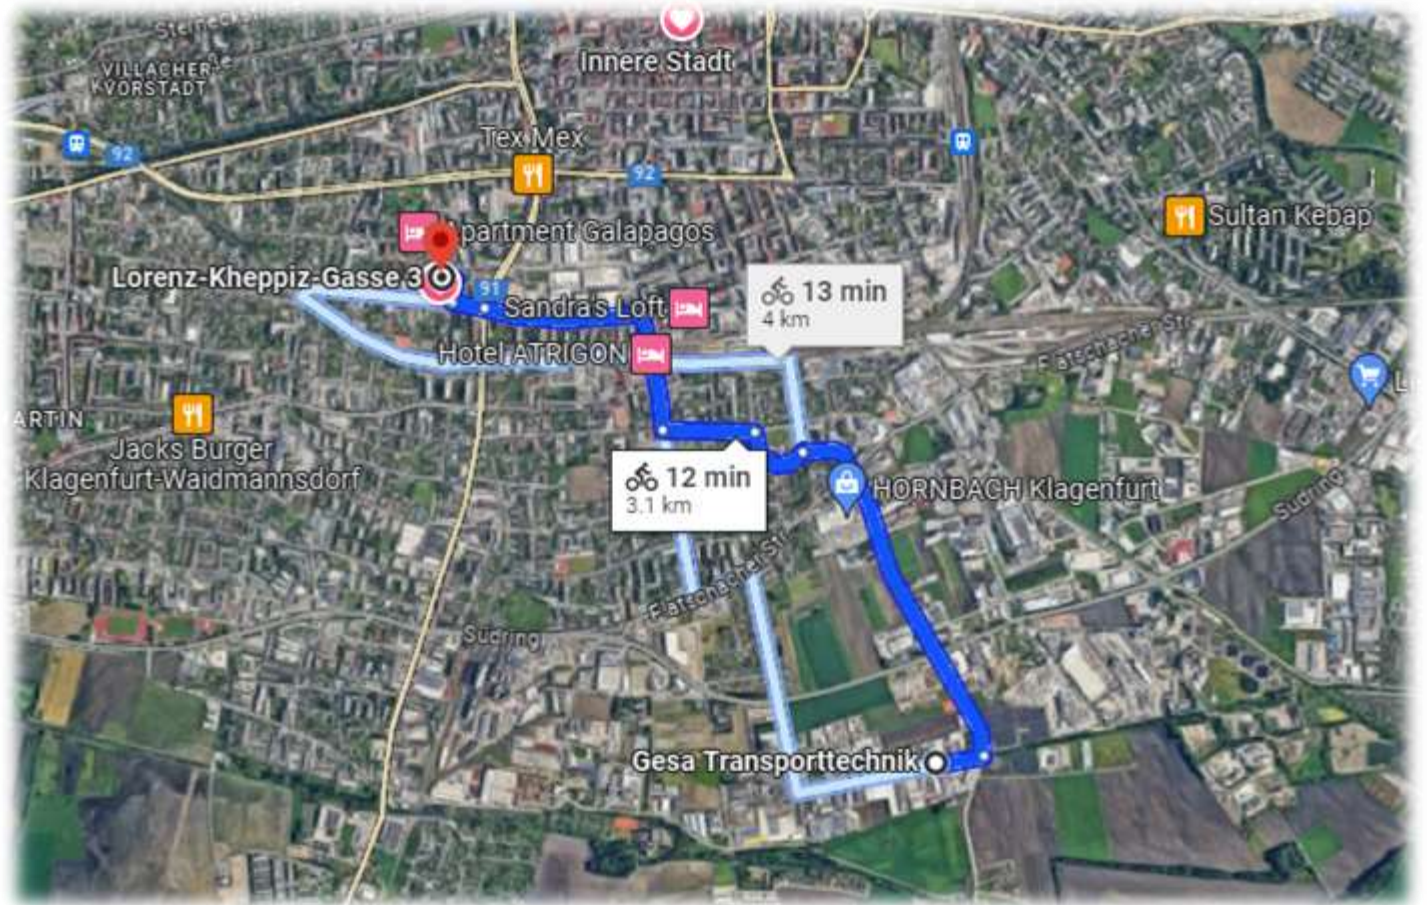 Innere Stadt
VILLACHER
VORSTADT
Tex Mex
92
92
Sultan Kebap
Apartment Galapagos
Lorenz-Kheppiz-Gasse 3
91
Sandra's Loft
13 min
4 km
Hotel ATRIGON
Flatschacher Str.
L
ARTIN
Jacks Burger
Klagenfurt-Waidmannsdorf
12 min
3.1 km
HORNBACH Klagenfurt
Südring
Flatschacher Str.
Südring
Gesa Transporttechnik